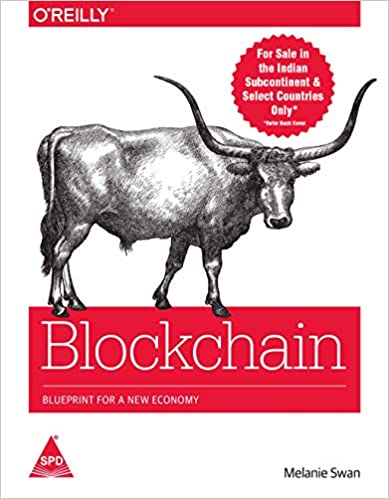 O'REILLY®
For Sale in
the Indian
Subcontinent &
Select Countries
Only*
*Refer Back Cover
Blockchain
BLUEPRINT FOR A NEW ECONOMY
SPD
Melanie Swan